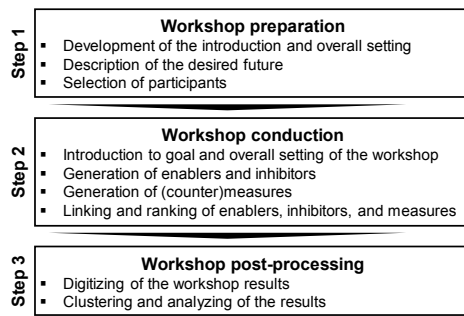 Step 1
Workshop preparation
▪ Development of the introduction and overall setting
▪ Description of the desired future
▪ Selection of participants
Step 2
Workshop conduction
▪ Introduction to goal and overall setting of the workshop
▪ Generation of enablers and inhibitors
▪ Generation of (counter)measures
▪ Linking and ranking of enablers, inhibitors, and measures
Step 3
Workshop post-processing
▪ Digitizing of the workshop results
▪ Clustering and analyzing of the results